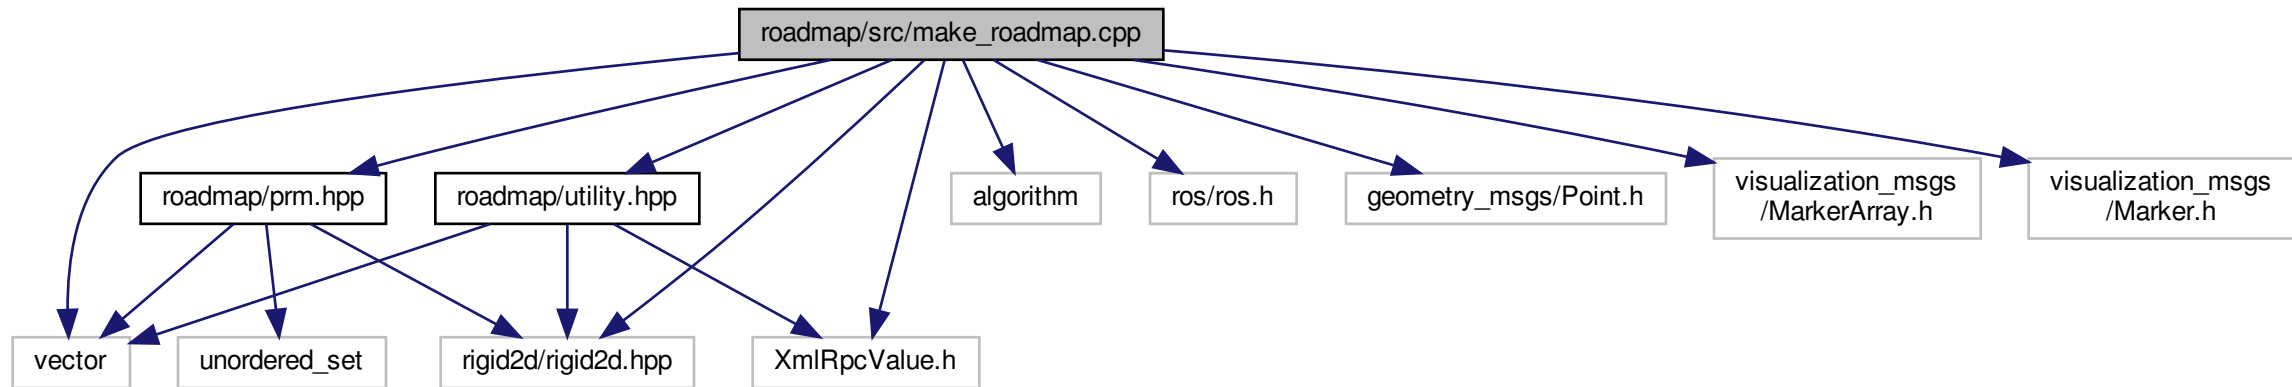 roadmap/src/make_roadmap.cpp
roadmap/prm.hpp
roadmap/utility.hpp
algorithm
ros/ros.h
geometry_msgs/Point.h
visualization_msgs
/MarkerArray.h
visualization_msgs
/Marker.h
vector
unordered_set
rigid2d/rigid2d.hpp
XmlRpcValue.h